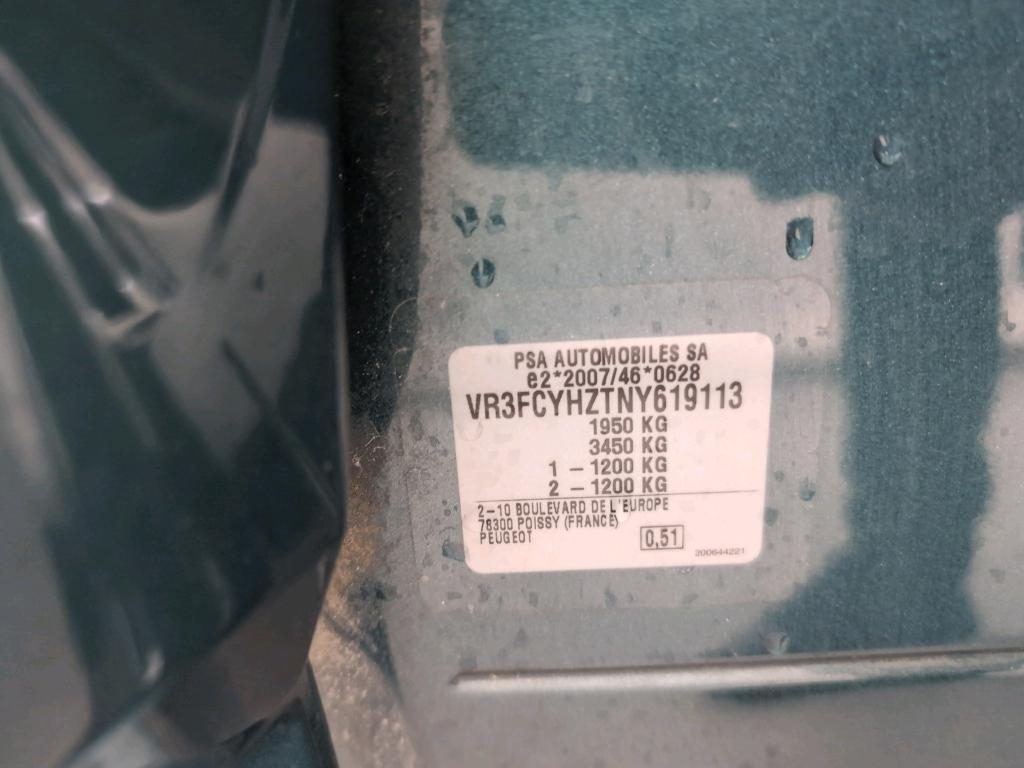 PSA AUTOMOBILES SA
e2*2007/46*0628
VR3FCYHZTNY619113
1950 KG
3450 KG
1 – 1200 KG
2 – 1200 KG
2–10 BOULEVARD DE L'EUROPE
78300 POISSY (FRANCE)
PEUGEOT
0,51
200644221